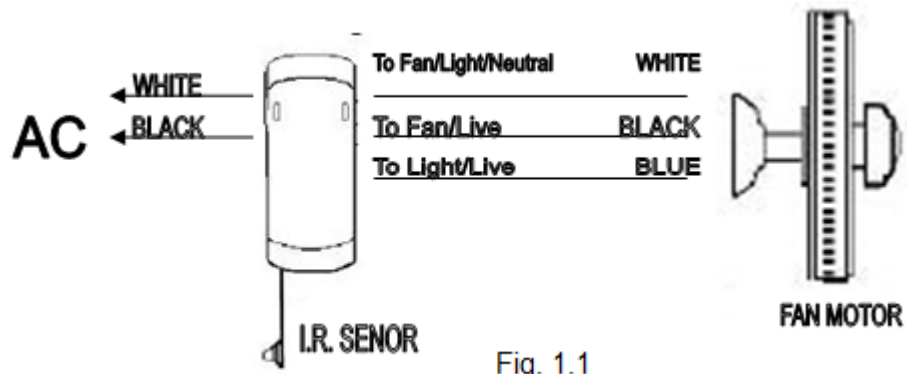 To Fan/Light/Neutral WHITE
WHITE
AC
BLACK
To Fan/Live BLACK
To Light/Live BLUE
FAN MOTOR
I.R. SENOR
Fig. 1.1